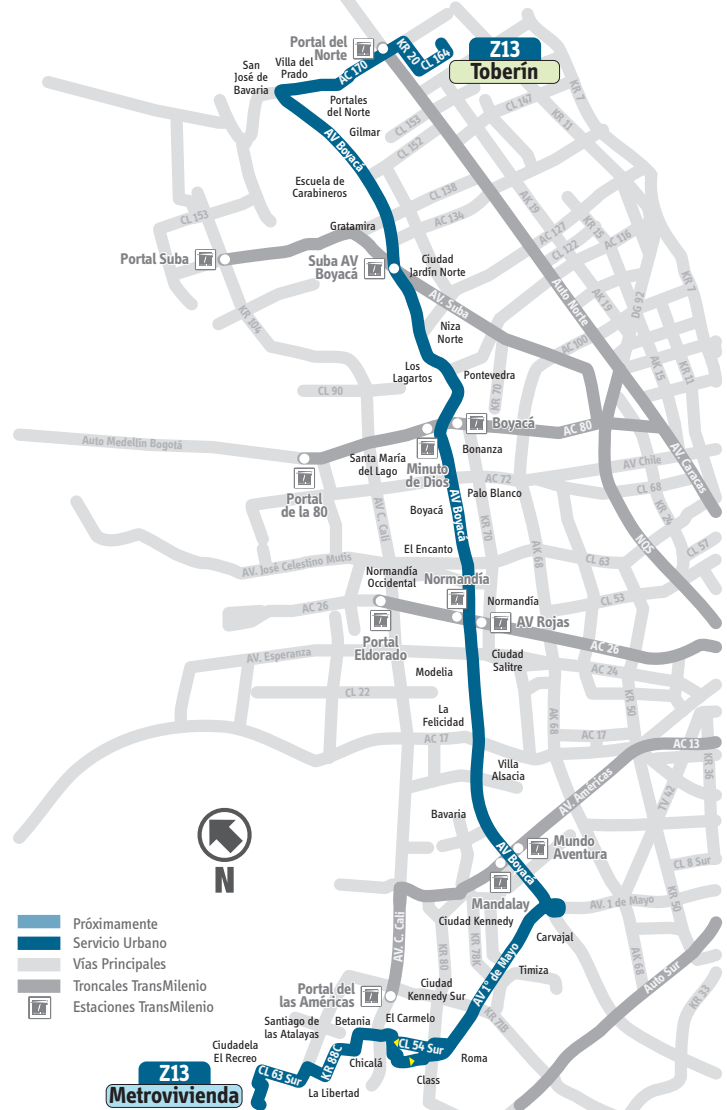 Portal del
Norte
KR 20
CL 164
Z13
Toberín
San
José de
Bavaria
Villa del
Prado
AC 170
Portales
del Norte
Gilmar
AV Boyacá
CL 153
CL 152
CL 147
KR 11
KR 7
Escuela de
Carabineros
CL 138
AC 134
AK 19
AC 127
CL 122
KR 15
AC 116
CL 153
Gratamira
Portal Suba
Suba AV
Boyacá
Ciudad
Jardín Norte
AV. Suba
Auto Norte
AK 19
DG 92
KR 7
KR 104
Niza
Norte
AC 100
AK 15
KR 11
Los
Lagartos
Pontevedra
CL 90
KR 70
Boyacá
AC 80
Auto Medellín Bogotá
Santa María
del Lago
Minuto
de Dios
Bonanza
AV Chile
AV. Caracas
Portal
de la 80
AC 72
CL 68
Palo Blanco
AV. C. Cali
Boyacá
AV Boyacá
KR 70
KR 24
El Encanto
AK 68
NQS
CL 57
AV. José Celestino Mutis
CL 63
Normandía
Occidental
Normandía
AC 26
Normandía
CL 53
AV Rojas
Portal
Eldorado
AC 26
AV. Esperanza
Ciudad
Salitre
AC 24
Modelia
CL 22
KR 50
La
Felicidad
AK 68
AC 17
AC 17
AC 13
Villa
Alsacia
KR 36
AV. Américas
TV 42
Bavaria
N
AV Boyacá
Mundo
Aventura
CL 8 Sur
Mandalay
KR 50
AV. 1 de Mayo
Próximamente
Servicio Urbano
Vías Principales
Troncales TransMilenio
Estaciones TransMilenio
AV. C. Cali
Ciudad Kennedy
Carvajal
KR 80
KR 78K
AK 68
AV 1° de Mayo
Timiza
Auto Sur
Portal del
las Américas
Ciudad
Kennedy Sur
KR 33
Santiago de
las Atalayas
Betania
El Carmelo
KR 71B
Ciudadela
El Recreo
CL 54 Sur
KR 88C
Chicalá
Roma
CL 63 Sur
Class
La Libertad
Z13
Metrovivienda